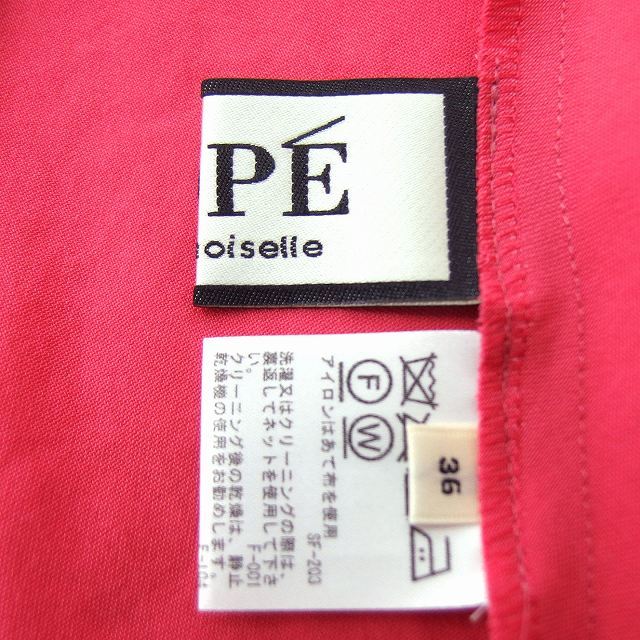 PÉ
oiselle
36
F
W
アイロンはあて布を使用 SF-203
洗濯又はクリーニングの際は、
裏返してネットを使用して下さ
い。 F-001
クリーニング後の乾燥は、静止
乾燥機の使用をお勧めします。